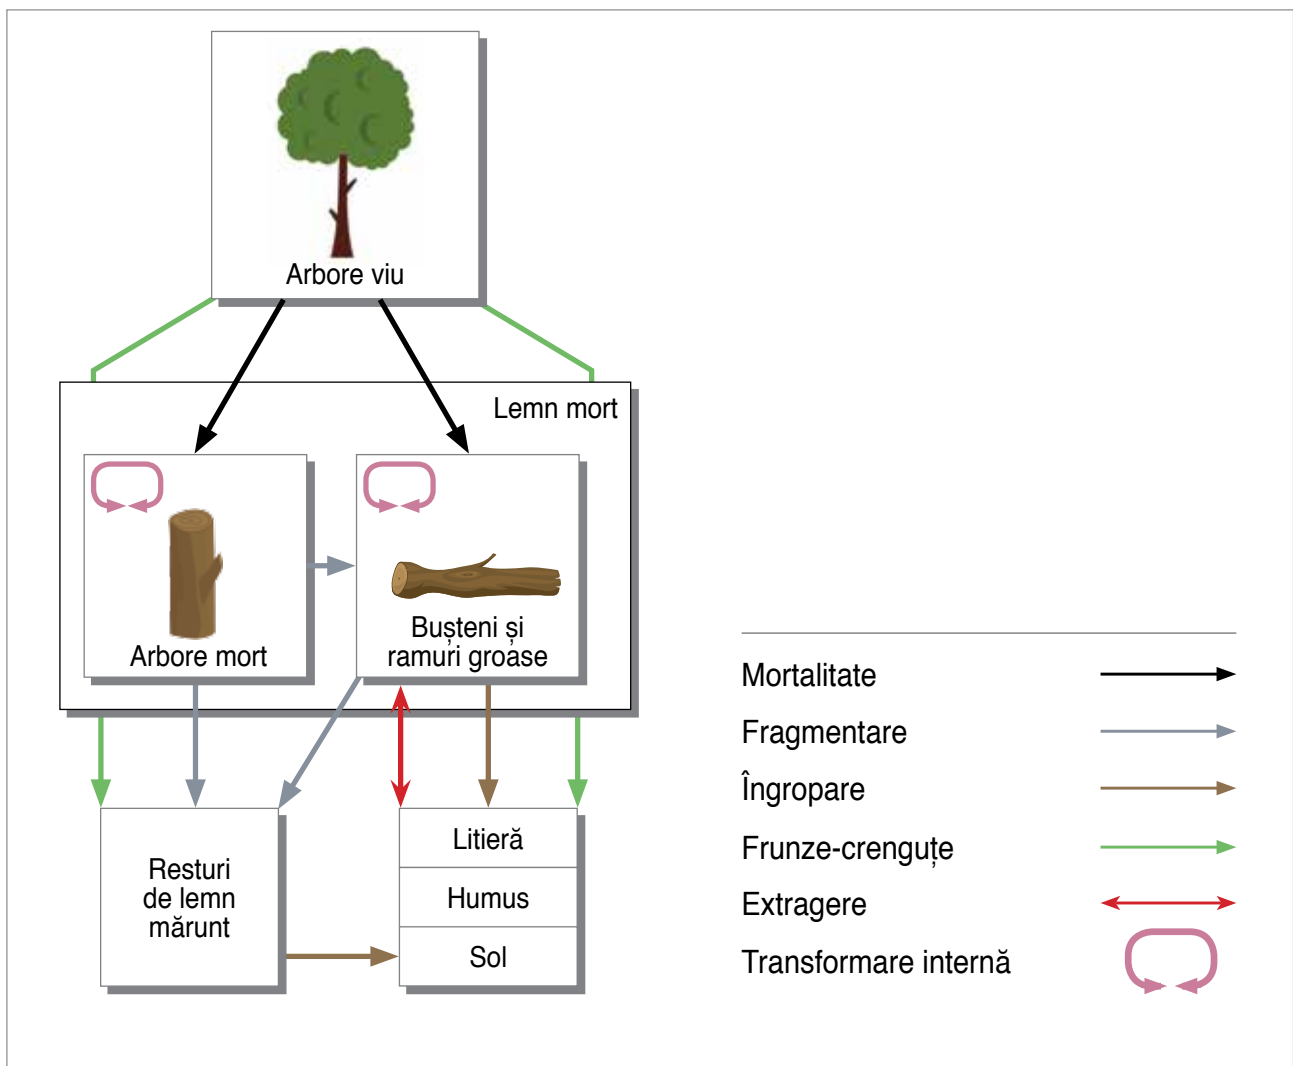 Arbore viu
Lemn mort
Arbore mort
Bușteni și
ramuri groase
Resturi
de lemn
mărunt
Litieră
Humus
Sol
Mortalitate
Fragmentare
Îngropare
Frunze-crenguțe
Extragere
Transformare internă